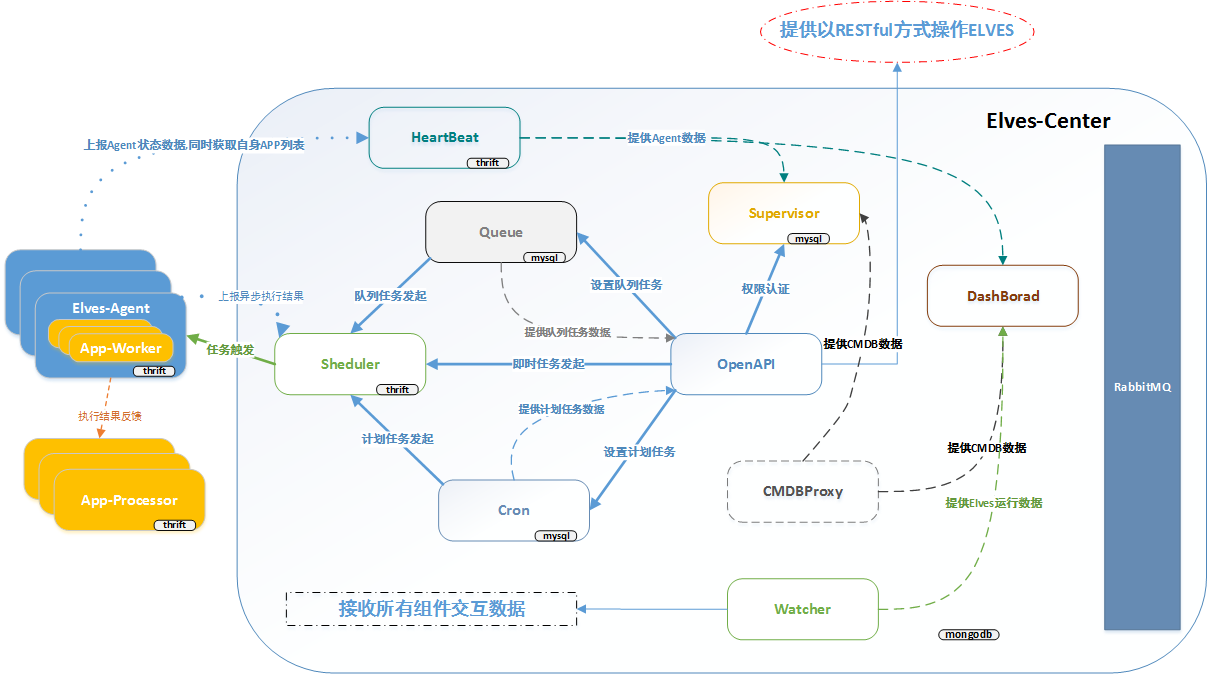 提供以RESTful方式操作ELVES
Elves-Center
HeartBeat
thrift
上报Agent状态数据,同时获取自身APP列表
提供Agent数据
Supervisor
mysql
Queue
mysql
设置队列任务
权限认证
队列任务发起
上报异步执行结果
DashBorad
Elves-Agent
App-Worker
thrift
任务触发
提供队列任务数据
提供CMDB数据
Sheduler
thrift
即时任务发起
OpenAPI
RabbitMQ
执行结果反馈
提供计划任务数据
计划任务发起
设置计划任务
提供CMDB数据
App-Processor
thrift
CMDBProxy
提供Elves运行数据
Cron
mysql
接收所有组件交互数据
Watcher
mongodb